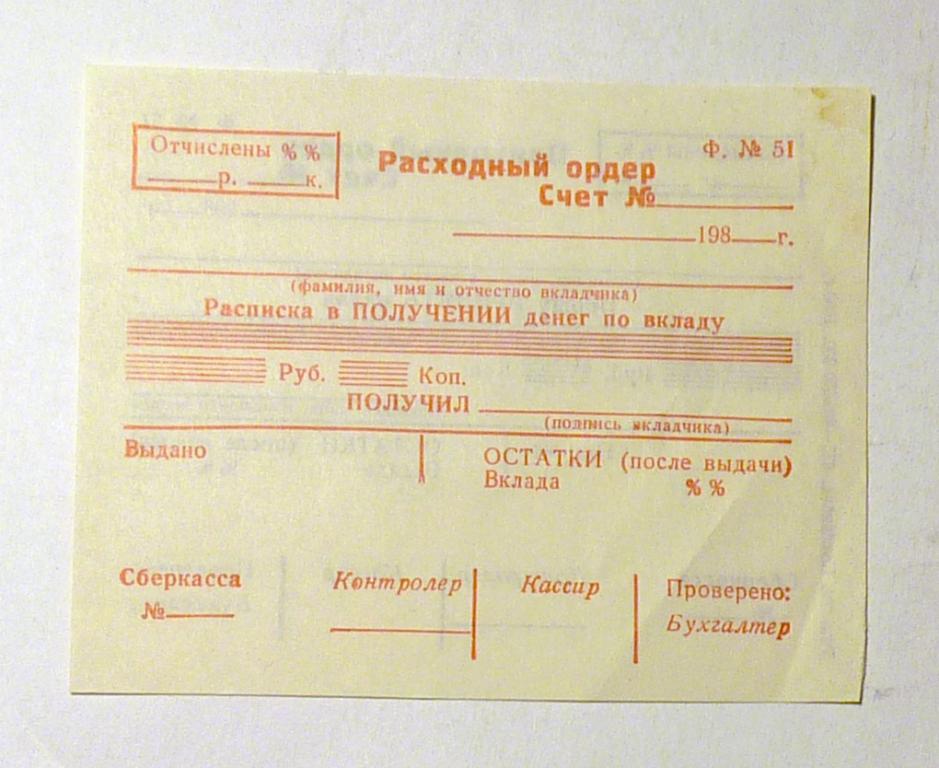 Отчислены % %
р. к.
Ф. № 51
Расходный ордер
Счет №
198 г.
(фамилия, имя и отчество вкладчика)
Расписка в ПОЛУЧЕНИИ денег по вкладу
Руб. Коп.
ПОЛУЧИЛ
(подпись вкладчика)
Выдано
ОСТАТКИ (после выдачи)
Вклада % %
Сберкасса
№
Контролер
Кассир
Проверено:
Бухгалтер